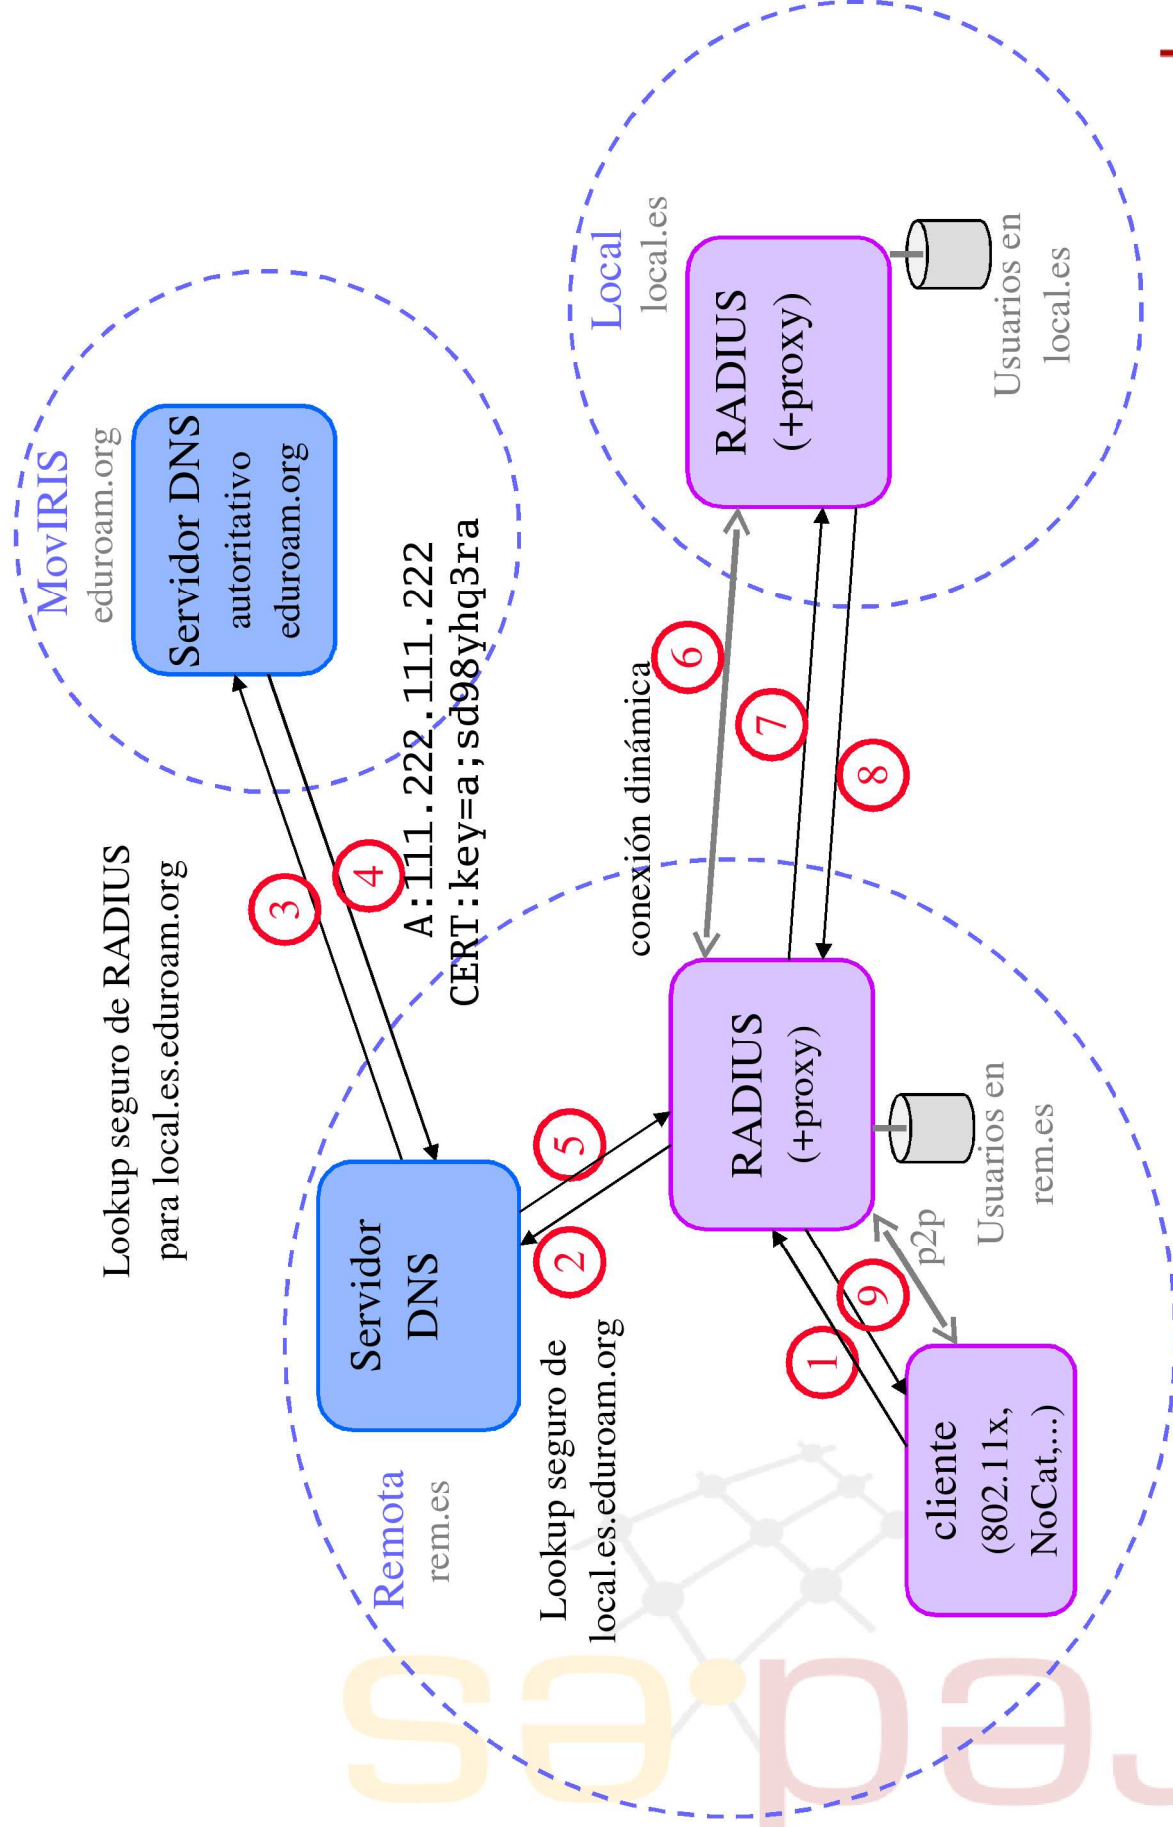 MovIRIS
eduroam.org
Servidor DNS
autoritativo
eduroam.org
Lookup seguro de RADIUS
para local.es.eduroam.org
3
4
A:111.222.111.222
CERT:key=a;sd98yhq3ra
Remota
rem.es
Servidor
DNS
Lookup seguro de
local.es.eduroam.org
2
5
conexión dinámica
6
7
8
Local
local.es
RADIUS
(+proxy)
Usuarios en
local.es
RADIUS
(+proxy)
Usuarios en
rem.es
p2p
1
9
cliente
(802.11x,
NoCat,...)
red.es